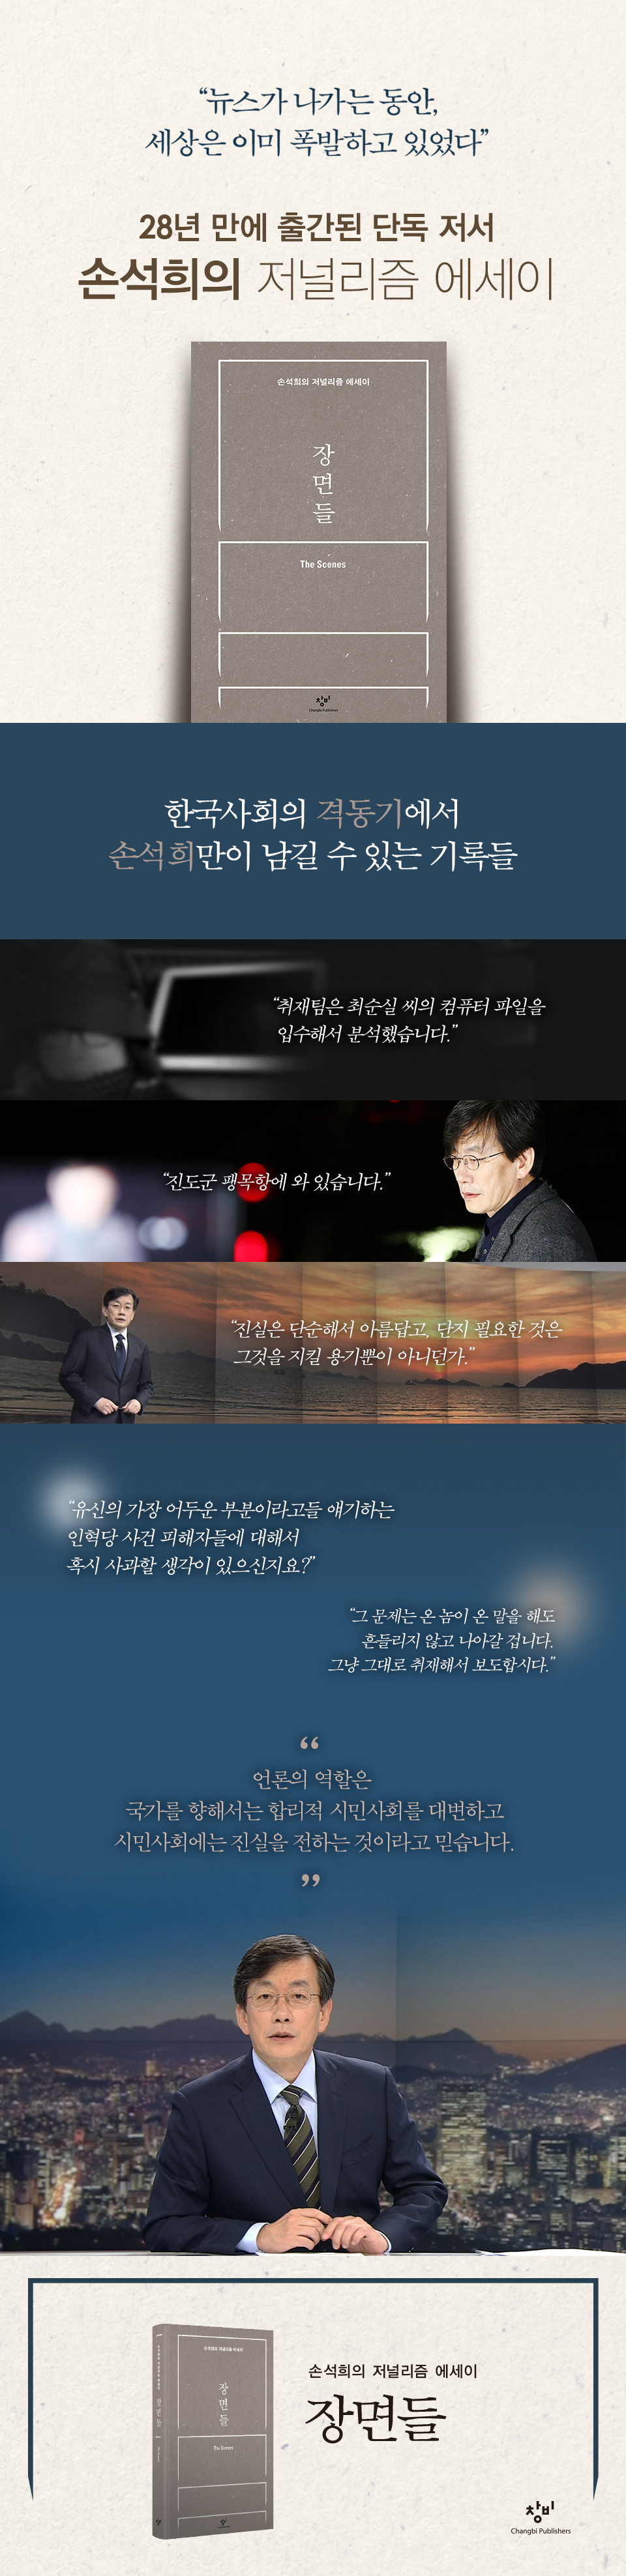 “뉴스가 나가는 동안,
세상은 이미 폭발하고 있었다”
28년 만에 출간된 단독 저서
손석희의 저널리즘 에세이
손석희의 저널리즘 에세이
장
면
들
The Scenes
창비
Changbi Publishers
한국사회의 격동기에서
손석희만이 남길 수 있는 기록들
“취재팀은 최순실 씨의 컴퓨터 파일을
입수해서 분석했습니다.”
“진도군 팽목항에 와 있습니다.”
“진실은 단순해서 아름답고, 단지 필요한 것은
그것을 지킬 용기뿐이 아니던가.”
“유신의 가장 어두운 부분이라고들 얘기하는
인혁당 사건 피해자들에 대해서
혹시 사과할 생각이 있으신지요?”
“그 문제는 온 놈이 온 말을 해도
흔들리지 않고 나아갈 겁니다.
그냥 그대로 취재해서 보도합시다.”
“
언론의 역할은
국가를 향해서는 합리적 시민사회를 대변하고
시민사회에는 진실을 전하는 것이라고 믿습니다.
”
손석희의 저널리즘 에세이
장
면
들
The Scenes
손석희의 저널리즘 에세이
장면들
창비
Changbi Publishers